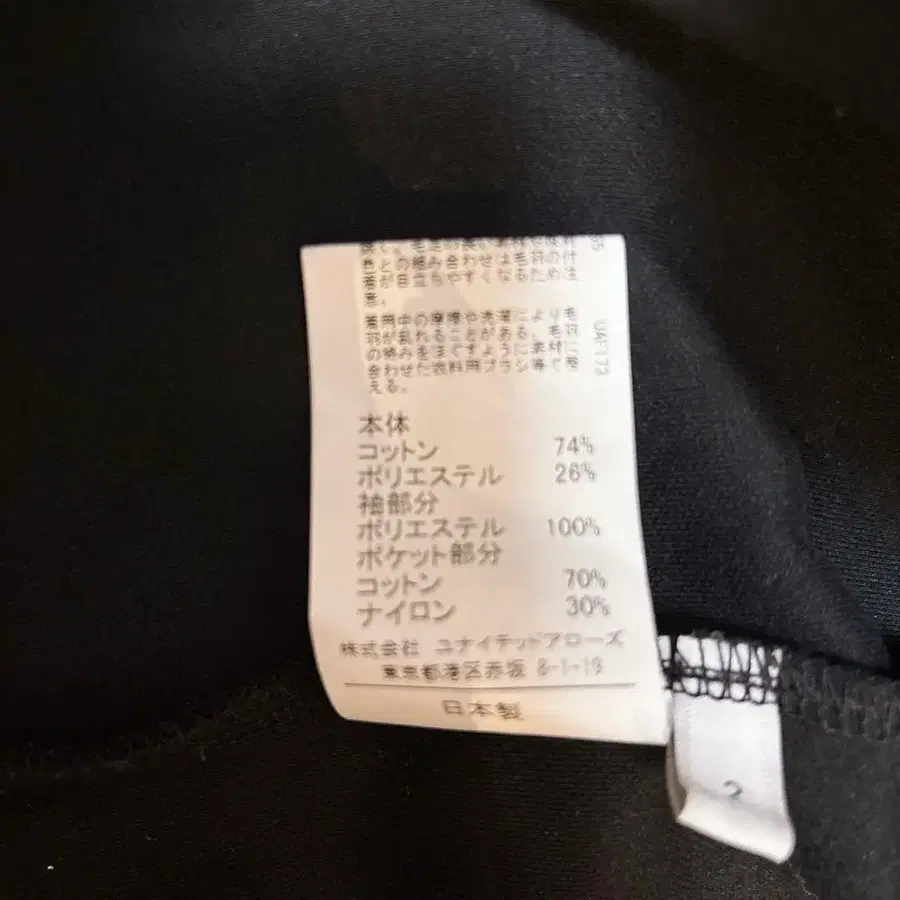 色との組み合わせは毛羽の付
着が目立ちやすくなるため注
意。
着用中の摩擦や洗濯により毛
羽が乱れることがある。毛羽
の絡みをほぐすように素材に
合わせた衣料用ブラシ等で整
える。
UAF173
本体
コットン 74%
ポリエステル 26%
袖部分
ポリエステル 100%
ポケット部分
コットン 70%
ナイロン 30%
株式会社 ユナイテッドアローズ
東京都港区赤坂 8-1-19
日本製
2